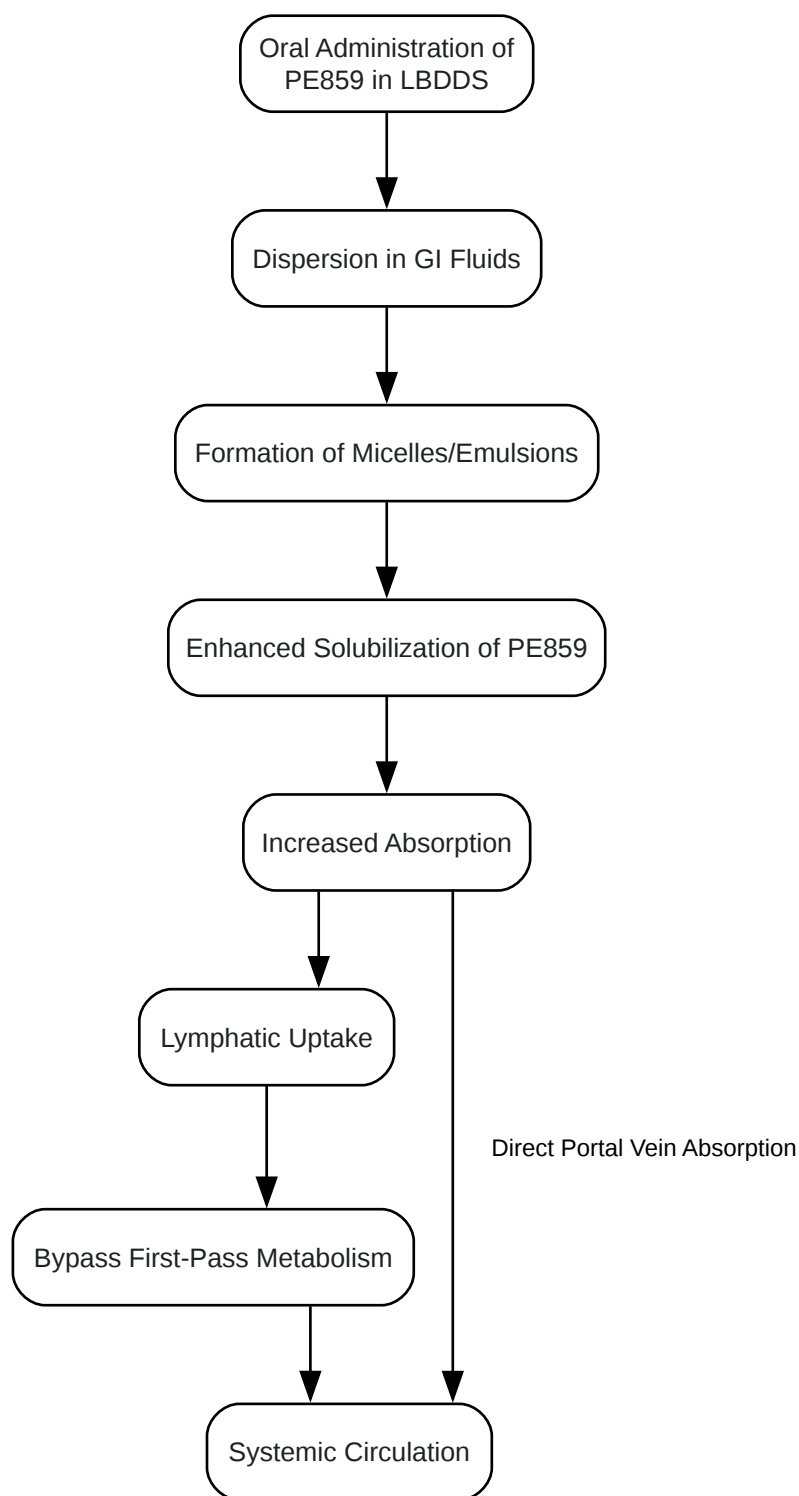 Oral Administration of
PE859 in LBDDS
Dispersion in GI Fluids
Formation of Micelles/Emulsions
Enhanced Solubilization of PE859
Increased Absorption
Lymphatic Uptake
Direct Portal Vein Absorption
Bypass First-Pass Metabolism
Systemic Circulation